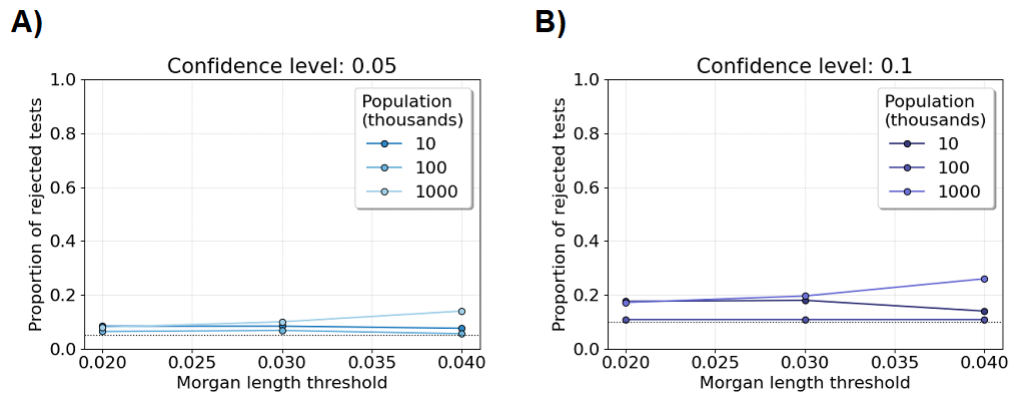 A)
Confidence level: 0.05
Proportion of rejected tests
1.0
0.8
0.6
0.4
0.2
0.0
Population
(thousands)
10
100
1000
0.020
0.025
0.030
0.035
0.040
Morgan length threshold
B)
Confidence level: 0.1
Proportion of rejected tests
1.0
0.8
0.6
0.4
0.2
0.0
Population
(thousands)
10
100
1000
0.020
0.025
0.030
0.035
0.040
Morgan length threshold